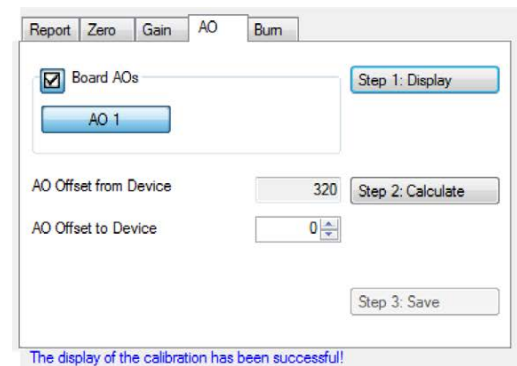 Report Zero Gain AO Burn
Board AOs
Step 1: Display
AO 1
AO Offset from Device 320 Step 2: Calculate
AO Offset to Device 0
Step 3: Save
The display of the calibration has been successful!